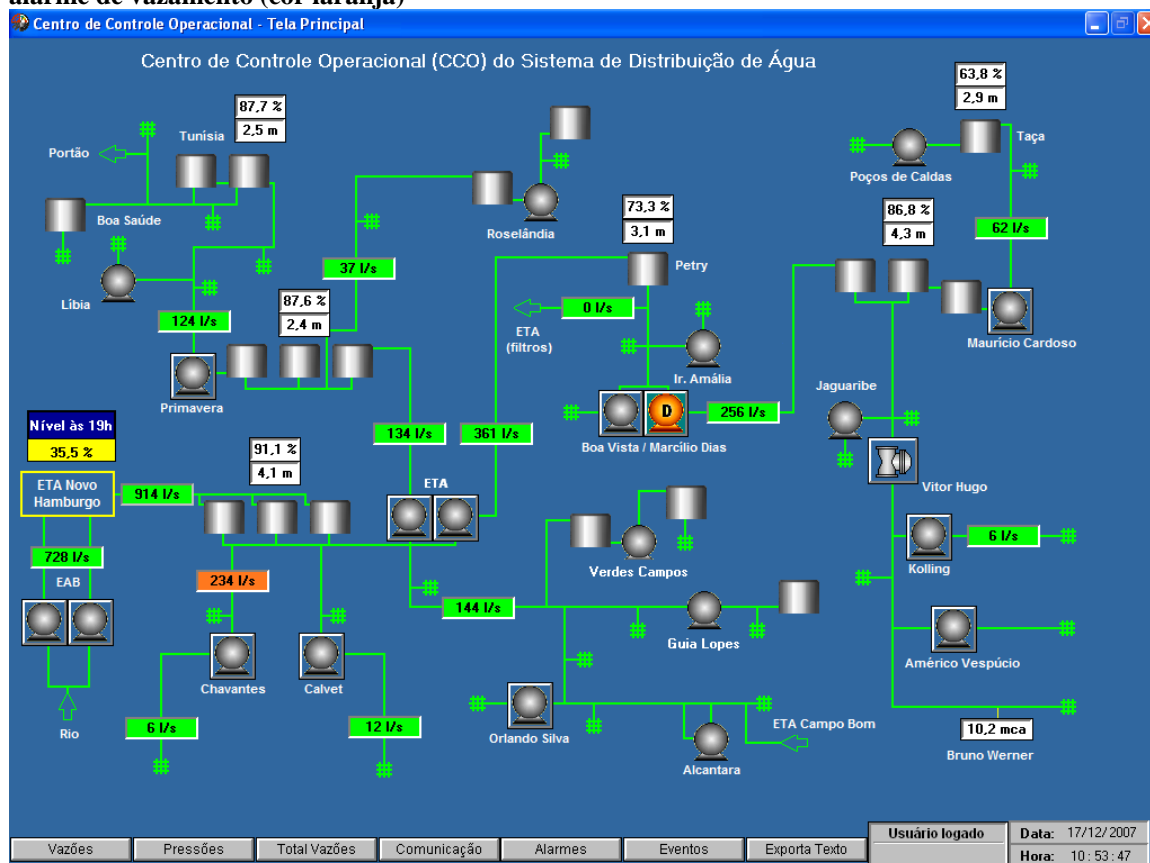 alarme de vazamento (cor laranja)
Centro de Controle Operacional - Tela Principal
Centro de Controle Operacional (CCO) do Sistema de Distribuição de Água
63,8 %
2,9 m
87,7 %
2,5 m
Tunísia
Taça
Portão
Poços de Caldas
73,3 %
3,1 m
86,8 %
4,3 m
Boa Saúde
Roselândia
62 l/s
37 l/s
Petry
Líbia
87,6 %
2,4 m
0 l/s
124 l/s
ETA
(filtros)
Maurício Cardoso
Ir. Amália
Jaguaribe
Primavera
D
Nível às 19h
35,5 %
134 l/s
361 l/s
256 l/s
Boa Vista / Marcílio Dias
91,1 %
4,1 m
ETA Novo
Hamburgo
914 l/s
ETA
Vitor Hugo
728 l/s
6 l/s
EAB
234 l/s
Verdes Campos
Kolling
144 l/s
Guia Lopes
Américo Vespúcio
Chavantes
Calvet
Rio
6 l/s
12 l/s
Orlando Silva
ETA Campo Bom
10,2 mca
Bruno Werner
Alcantara
Usuário logado
Data: 17/12/2007
Vazões
Pressões
Total Vazões
Comunicação
Alarmes
Eventos
Exporta Texto
Hora: 10:53:47